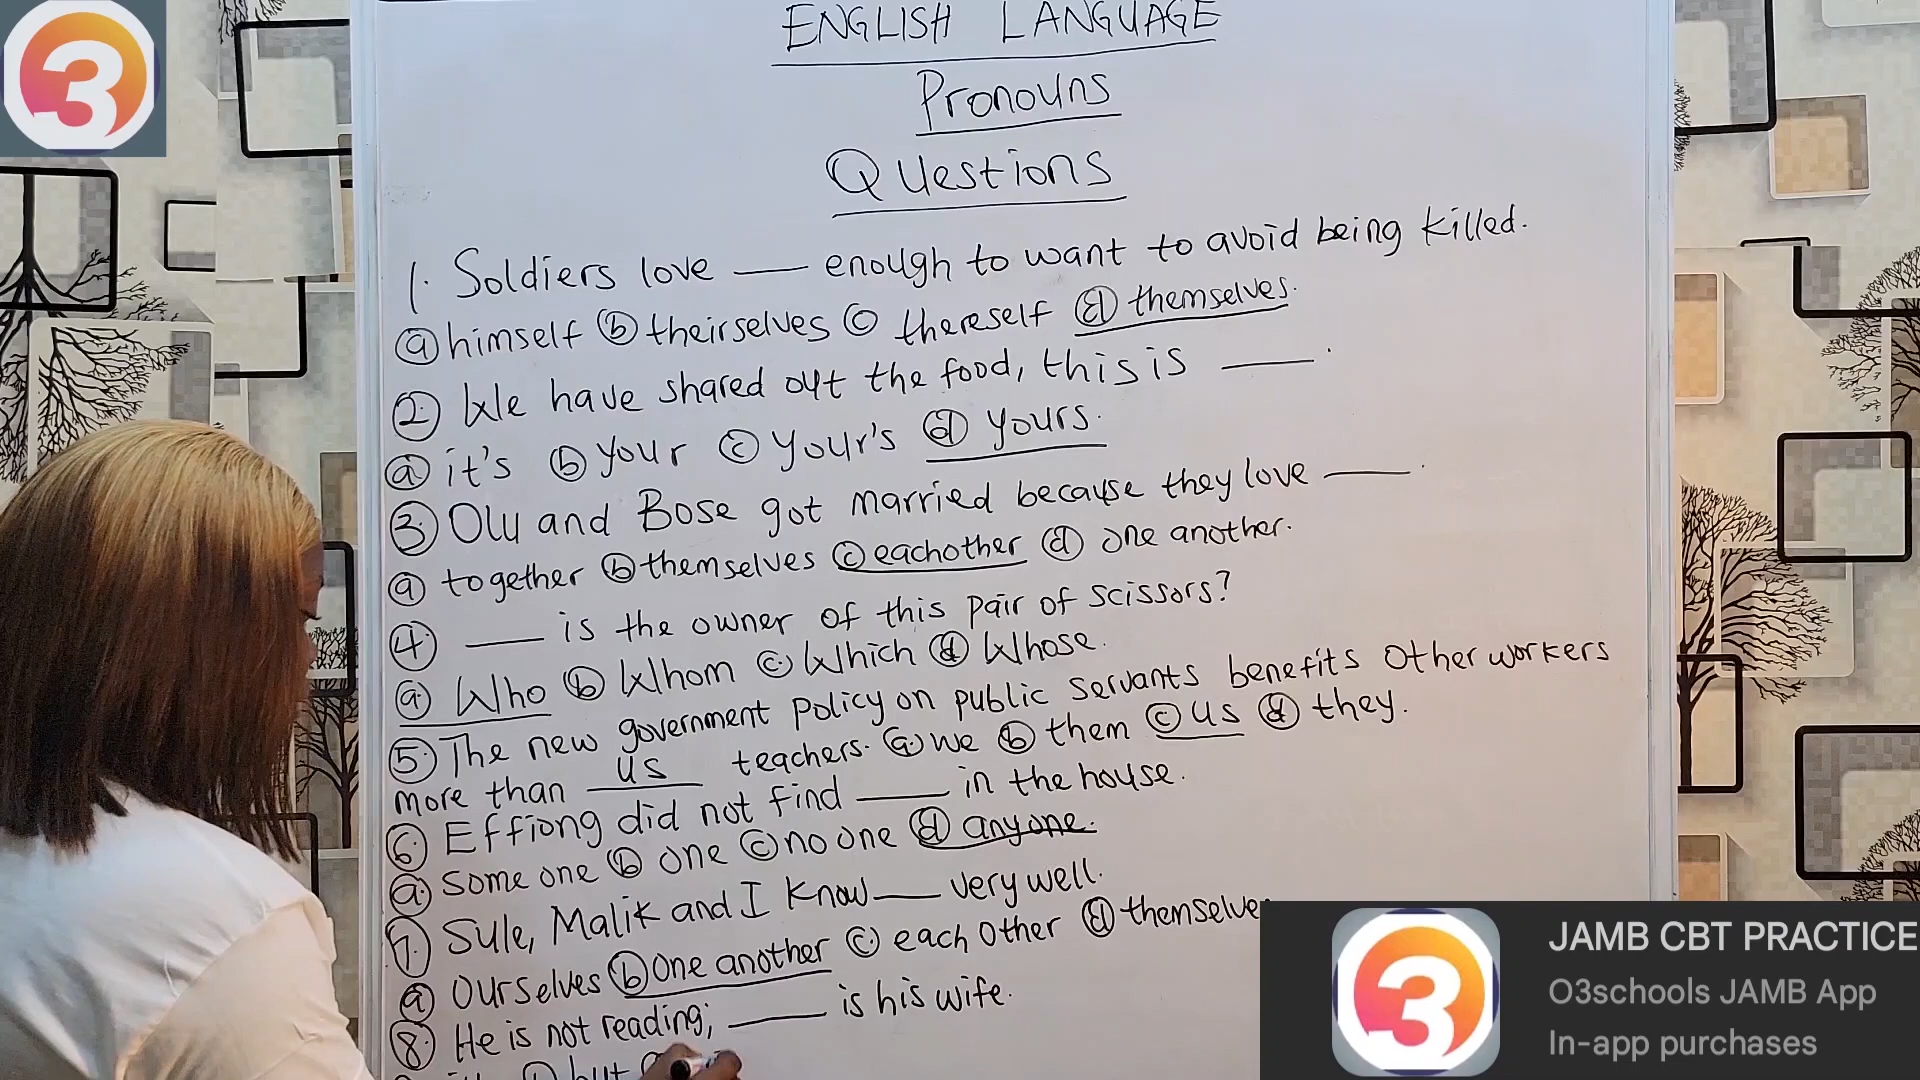 ENGLISH LANGUAGE
Pronouns
Questions
1. Soldiers love ___ enough to want to avoid being killed.
(a) himself (b) theirselves (c) thereself (d) themselves.
(2.) We have shared out the food, this is ___.
(a) it's (b) your (c) your's (d) yours.
(3.) Olu and Bose got married because they love ___.
(a) together (b) themselves (c) eachother (d) one another.
(4.) ___ is the owner of this pair of scissors?
(a) Who (b) Whom (c) Which (d) Whose.
(5.) The new government policy on public servants benefits other workers
more than us teachers. (a) we (b) them (c) us (d) they.
(6.) Effiong did not find ___ in the house.
(a) Some one (b) one (c) no one (d) anyone.
(7.) Sule, Malik and I know ___ very well.
(a) Ourselves (b) One another (c) each other (d) themselve
(8.) He is not reading; ___ is his wife.
but
3
3
JAMB CBT PRACTICE
O3schools JAMB App
In-app purchases